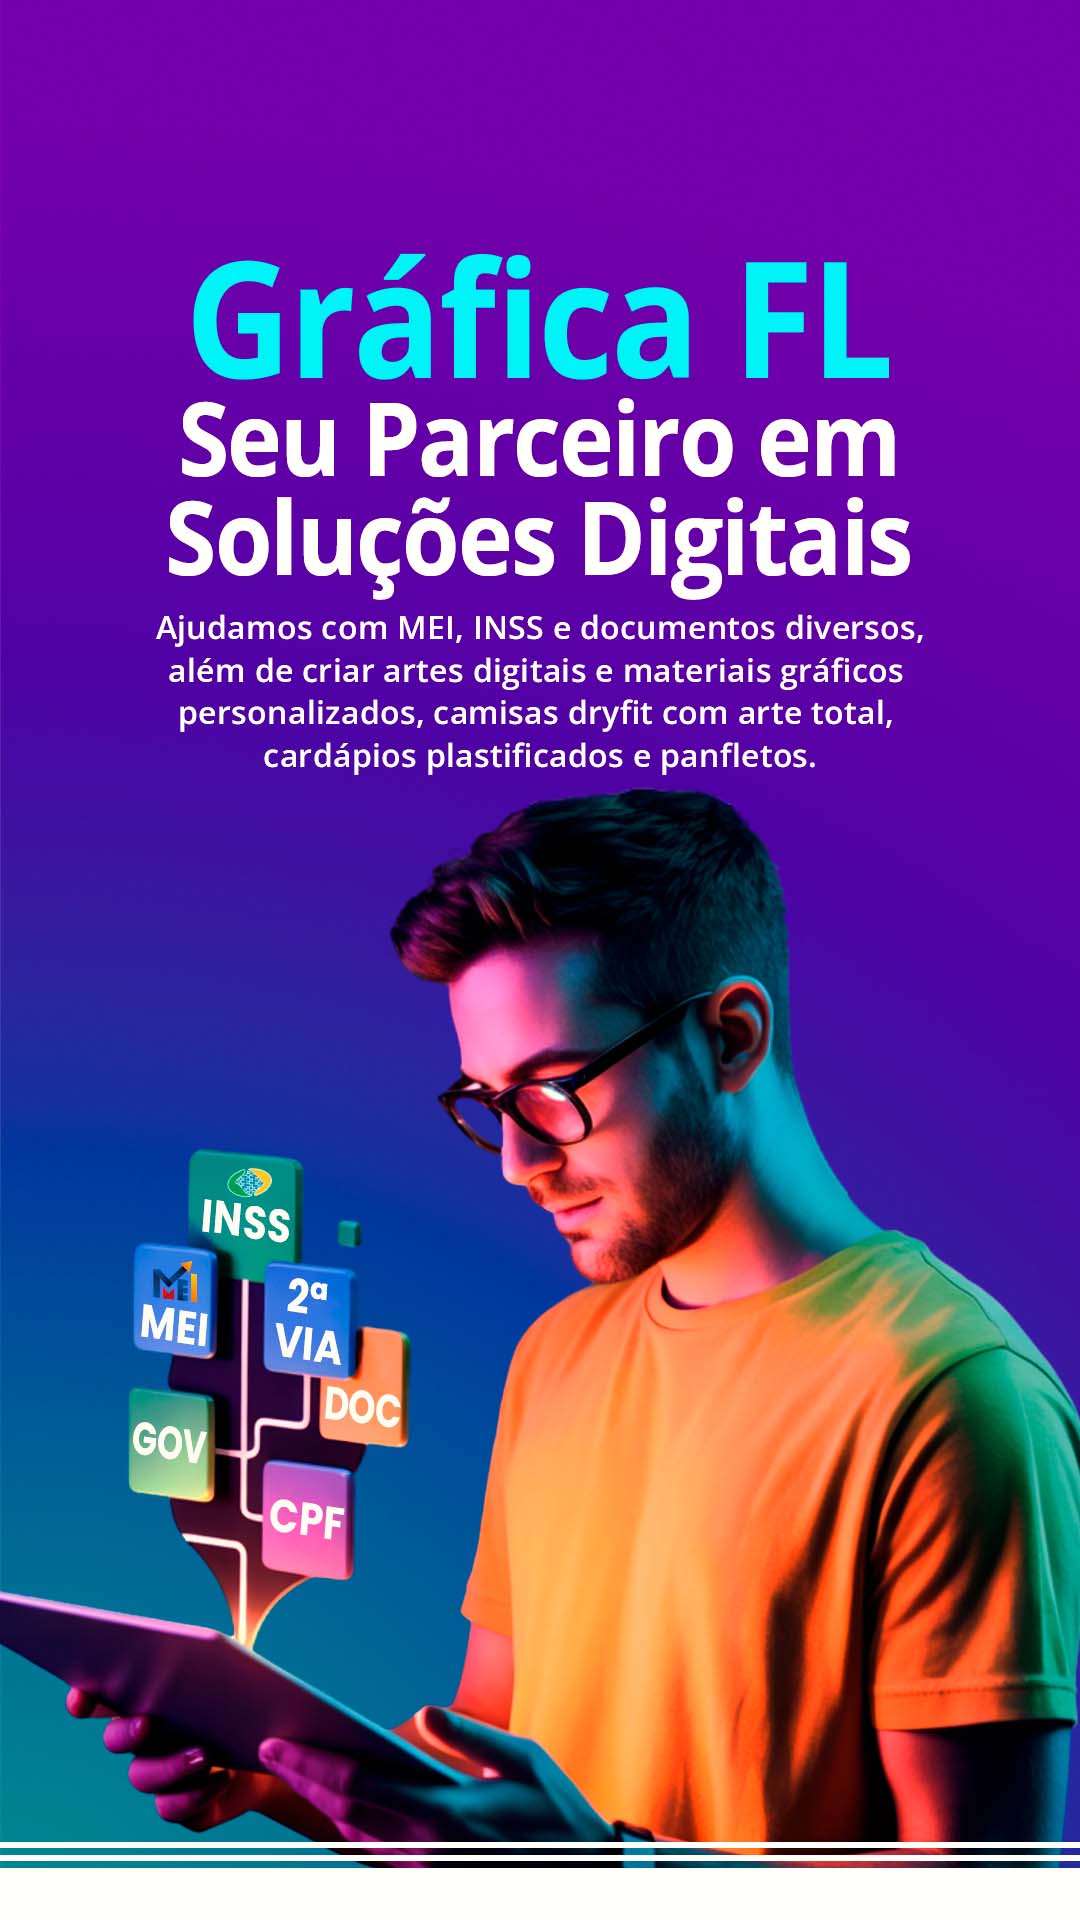 Gráfica FL
Seu Parceiro em
Soluções Digitais
Ajudamos com MEI, INSS e documentos diversos,
além de criar artes digitais e materiais gráficos
personalizados, camisas dryfit com arte total,
cardápios plastificados e panfletos.
INSS
MEI
MEI
2ª
VIA
DOC
GOV
CPF